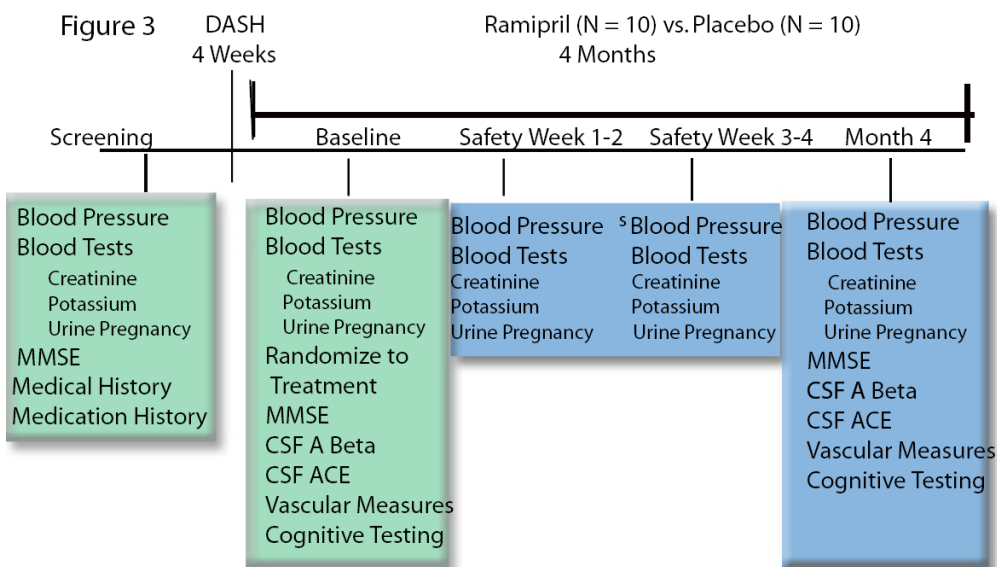 Figure 3
DASH
4 Weeks
Ramipril (N = 10) vs. Placebo (N = 10)
4 Months
Screening
Baseline
Safety Week 1-2
Safety Week 3-4
Month 4
Blood Pressure
Blood Tests
Creatinine
Potassium
Urine Pregnancy
MMSE
Medical History
Medication History
Blood Pressure
Blood Tests
Creatinine
Potassium
Urine Pregnancy
Randomize to
Treatment
MMSE
CSF A Beta
CSF ACE
Vascular Measures
Cognitive Testing
Blood Pressure
Blood Tests
Creatinine
Potassium
Urine Pregnancy
s Blood Pressure
Blood Tests
Creatinine
Potassium
Urine Pregnancy
Blood Pressure
Blood Tests
Creatinine
Potassium
Urine Pregnancy
MMSE
CSF A Beta
CSF ACE
Vascular Measures
Cognitive Testing